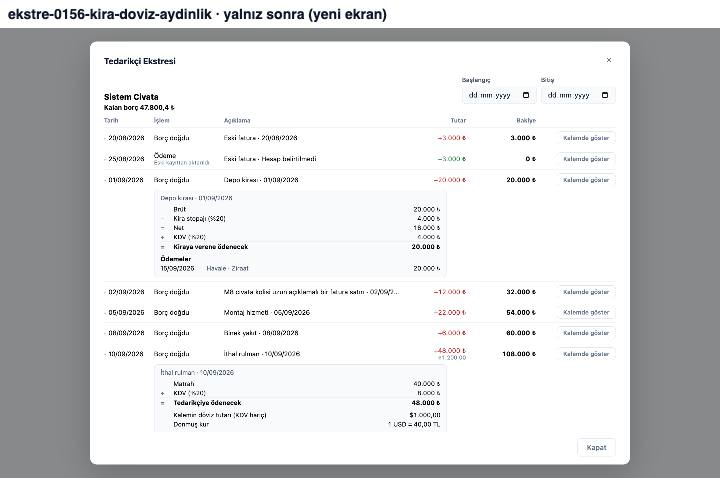 ekstre-0156-kira-doviz-aydinlik · yalnız sonra (yeni ekran)
Tedarikçi Ekstresi ×
Başlangıç Bitiş
dd mm yyyy dd mm yyyy
Sistem Civata
Kalan borç 47.800,4 ₺
Tarih İşlem Açıklama Tutar Bakiye
20/08/2026 Borç doğdu Eski fatura · 20/08/2026 +3.000 ₺ 3.000 ₺ Kalemde göster
25/08/2026 Ödeme Eski fatura · Hesap belirtilmedi −3.000 ₺ 0 ₺ Kalemde göster
Eski kayıttan aktarıldı
01/09/2026 Borç doğdu Depo kirası · 01/09/2026 +20.000 ₺ 20.000 ₺ Kalemde göster
Depo kirası · 01/09/2026
Brüt 20.000 ₺
− Kira stopajı (%20) 4.000 ₺
= Net 16.000 ₺
+ KDV (%20) 4.000 ₺
= Kiraya verene ödenecek 20.000 ₺
Ödemeler
15/09/2026 Havale · Ziraat 20.000 ₺
02/09/2026 Borç doğdu M8 civata kolisi uzun açıklamalı bir fatura satırı · 02/09/2... +12.000 ₺ 32.000 ₺ Kalemde göster
05/09/2026 Borç doğdu Montaj hizmeti · 05/09/2026 +22.000 ₺ 54.000 ₺ Kalemde göster
08/09/2026 Borç doğdu Binek yakıt · 08/09/2026 +6.000 ₺ 60.000 ₺ Kalemde göster
10/09/2026 Borç doğdu İthal rulman · 10/09/2026 +48.000 ₺ 108.000 ₺ Kalemde göster
İthal rulman · 10/09/2026
Matrah 40.000 ₺
+ KDV (%20) 8.000 ₺
= Tedarikçiye ödenecek 48.000 ₺
Kalemin döviz tutarı (KDV hariç) $1.000,00
Donmuş kur 1 USD = 40,00 TL
Kapat